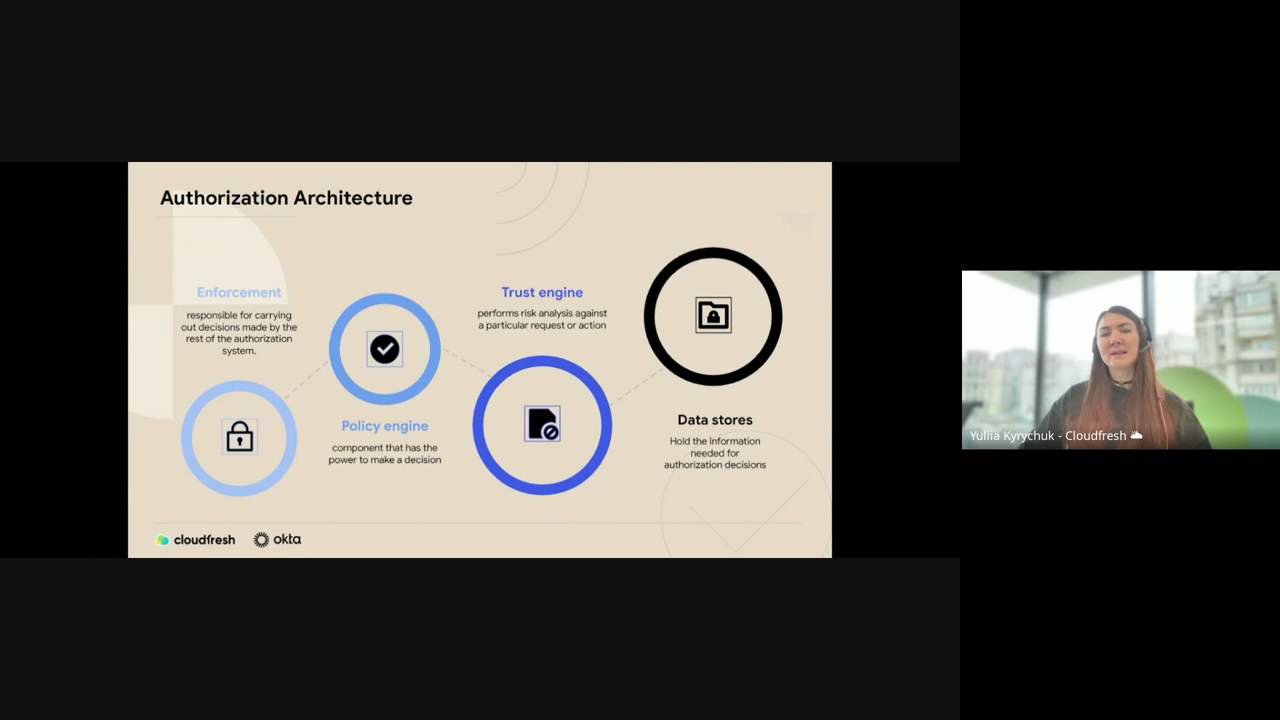 Authorization Architecture
Enforcement
responsible for carrying
out decisions made by the
rest of the authorization
system.
Policy engine
component that has the
power to make a decision
Trust engine
performs risk analysis against
a particular request or action
Data stores
Hold the information
needed for
authorization decisions
cloudfresh
okta
Yuliia Kyrychuk - Cloudfresh